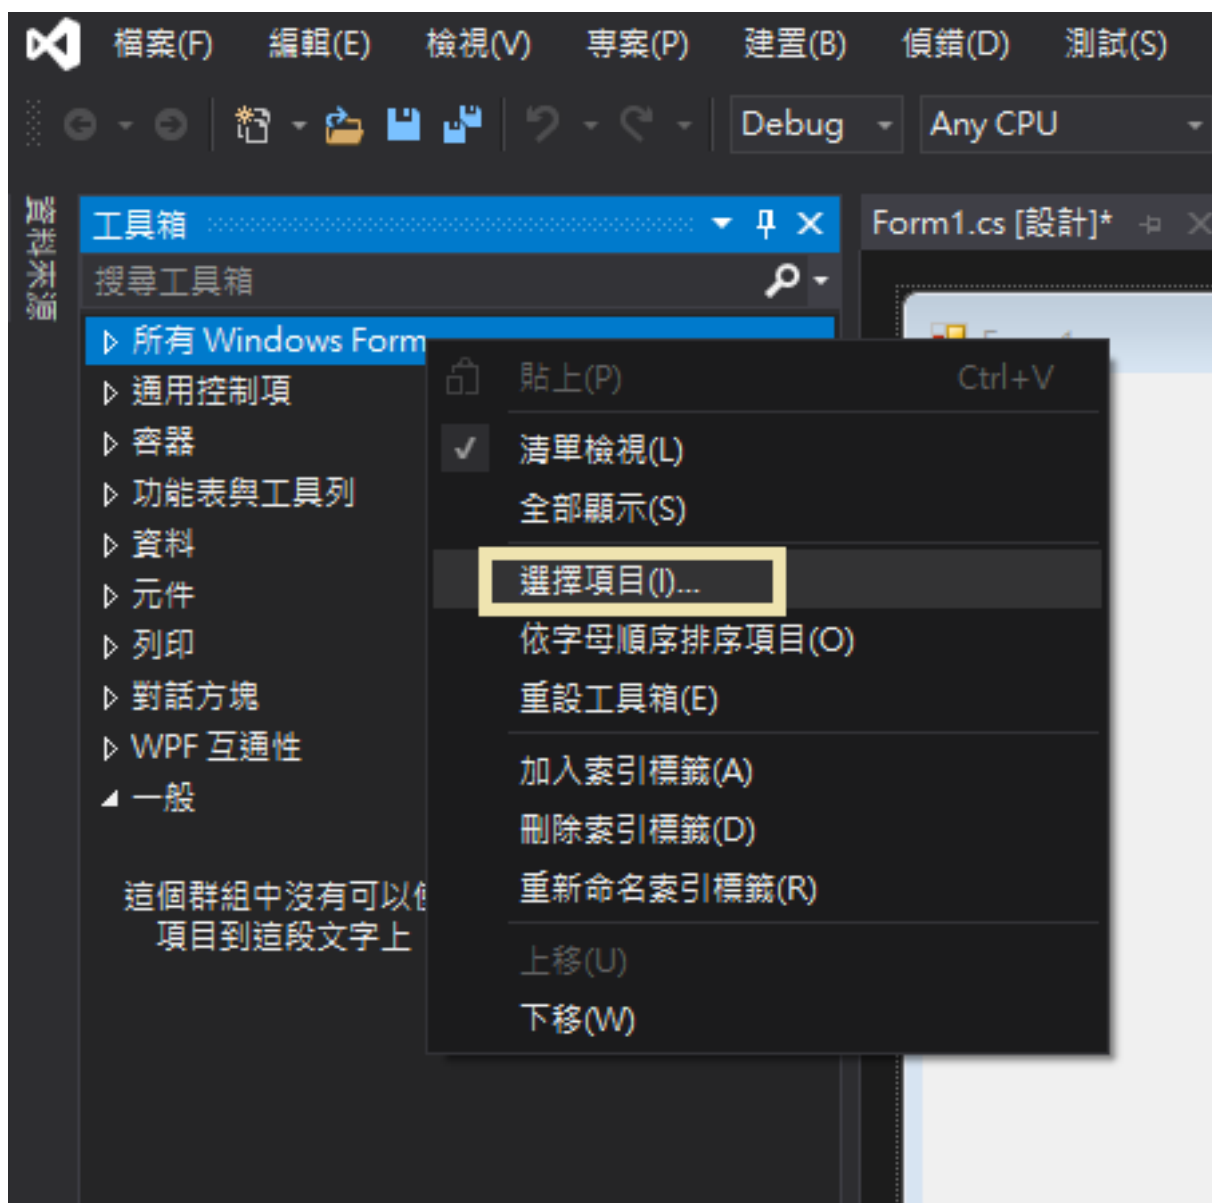 檔案(F) 編輯(E) 檢視(V) 專案(P) 建置(B) 偵錯(D) 測試(S)
Debug Any CPU
資料來源
工具箱
Form1.cs [設計]*
搜尋工具箱
所有 Windows Form
通用控制項
容器
功能表與工具列
資料
元件
列印
對話方塊
WPF 互通性
一般
這個群組中沒有可以
項目到這段文字上
貼上(P) Ctrl+V
清單檢視(L)
全部顯示(S)
選擇項目(I)...
依字母順序排序項目(O)
重設工具箱(E)
加入索引標籤(A)
刪除索引標籤(D)
重新命名索引標籤(R)
上移(U)
下移(W)